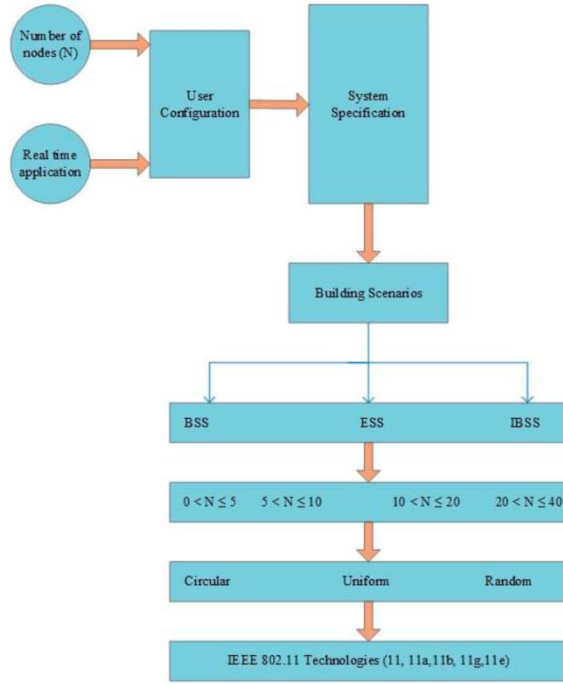 Number of
nodes (N)
User
Configuration
System
Specification
Real time
application
Building Scenarios
BSS ESS IBSS
0 < N ≤ 5 5 < N ≤ 10 10 < N ≤ 20 20 < N ≤ 40
Circular Uniform Random
IEEE 802.11 Technologies (11, 11a,11b, 11g,11e)